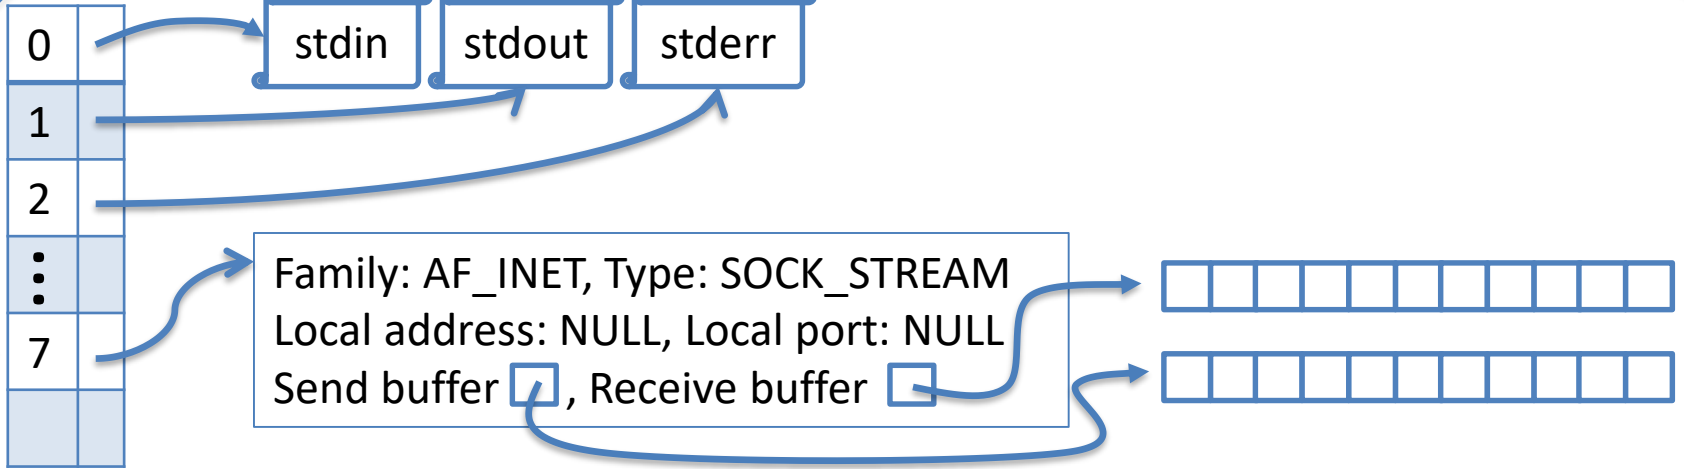 0 stdin stdout stderr
1
2
⋮
Family: AF_INET, Type: SOCK_STREAM
Local address: NULL, Local port: NULL
7
Send buffer , Receive buffer